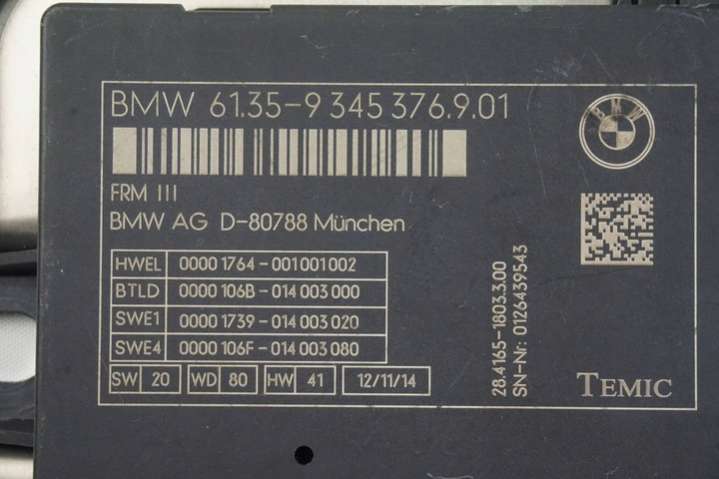 BMW 61.35-9 345 376.9.01
BMW
FRM III
BMW AG D-80788 München
HWEL 0000 1764-001 001 002
BTLD 0000 106B-014 003 000
SWE1 0000 1739-014 003 020
SWE4 0000 106F-014 003 080
SW 20 WD 80 HW 41 12/11/14
28.4165-1803.3.00
SN-Nr: 0126439543
TEMIC